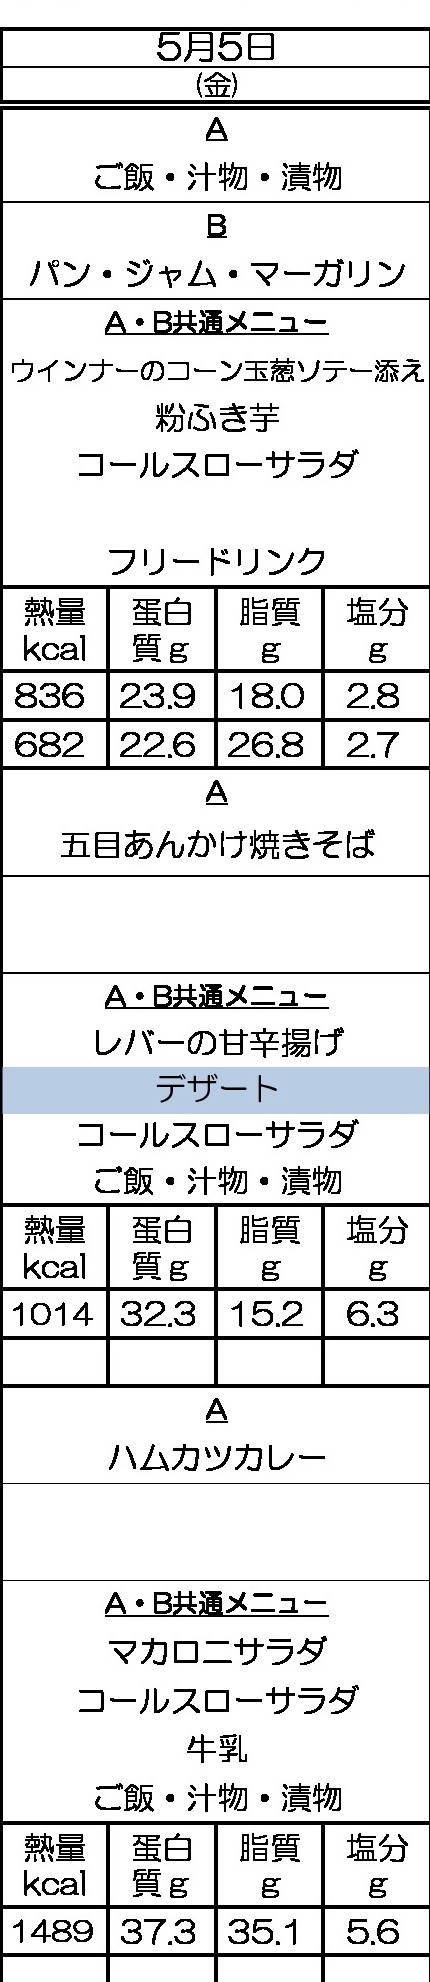 5月5日
(金)
A
ご飯・汁物・漬物
B
パン・ジャム・マーガリン
A・B共通メニュー
ウインナーのコーン玉葱ソテー添え
粉ふき芋
コールスローサラダ
フリードリンク
熱量 蛋白 脂質 塩分
kcal 質g g g
836 23.9 18.0 2.8
682 22.6 26.8 2.7
A
五目あんかけ焼きそば
A・B共通メニュー
レバーの甘辛揚げ
デザート
コールスローサラダ
ご飯・汁物・漬物
熱量 蛋白 脂質 塩分
kcal 質g g g
1014 32.3 15.2 6.3
A
ハムカツカレー
A・B共通メニュー
マカロニサラダ
コールスローサラダ
牛乳
ご飯・汁物・漬物
熱量 蛋白 脂質 塩分
kcal 質g g g
1489 37.3 35.1 5.6